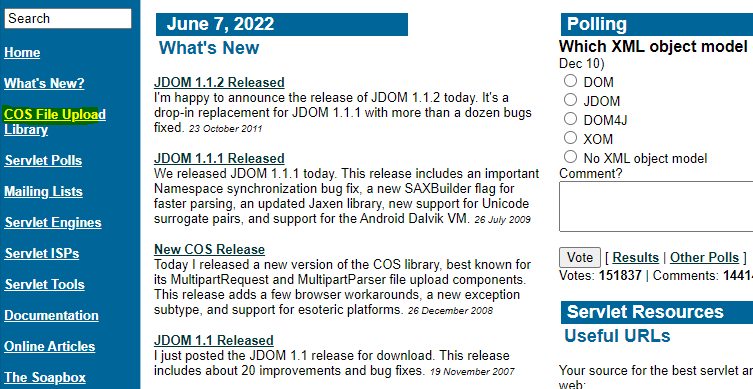 Search
Home
What's New?
COS File Upload
Library
Servlet Polls
Mailing Lists
Servlet Engines
Servlet ISPs
Servlet Tools
Documentation
Online Articles
The Soapbox
June 7, 2022
What's New
JDOM 1.1.2 Released
I'm happy to announce the release of JDOM 1.1.2 today. It's a
drop-in replacement for JDOM 1.1.1 with more than a dozen bugs
fixed. 23 October 2011
JDOM 1.1.1 Released
We released JDOM 1.1.1 today. This release includes an important
Namespace synchronization bug fix, a new SAXBuilder flag for
faster parsing, an updated Jaxen library, new support for Unicode
surrogate pairs, and support for the Android Dalvik VM. 26 July 2009
New COS Release
Today I released a new version of the COS library, best known for
its MultipartRequest and MultipartParser file upload components.
This release adds a few browser workarounds, a new exception
subtype, and support for esoteric platforms. 26 December 2008
JDOM 1.1 Released
I just posted the JDOM 1.1 release for download. This release
includes about 20 improvements and bug fixes. 19 November 2007
Polling
Which XML object model
Dec 10)
DOM
JDOM
DOM4J
XOM
No XML object model
Comment?
Vote [ Results | Other Polls ]
Votes: 151837 | Comments: 1441
Servlet Resources
Useful URLs
Your source for the best servlet
web: